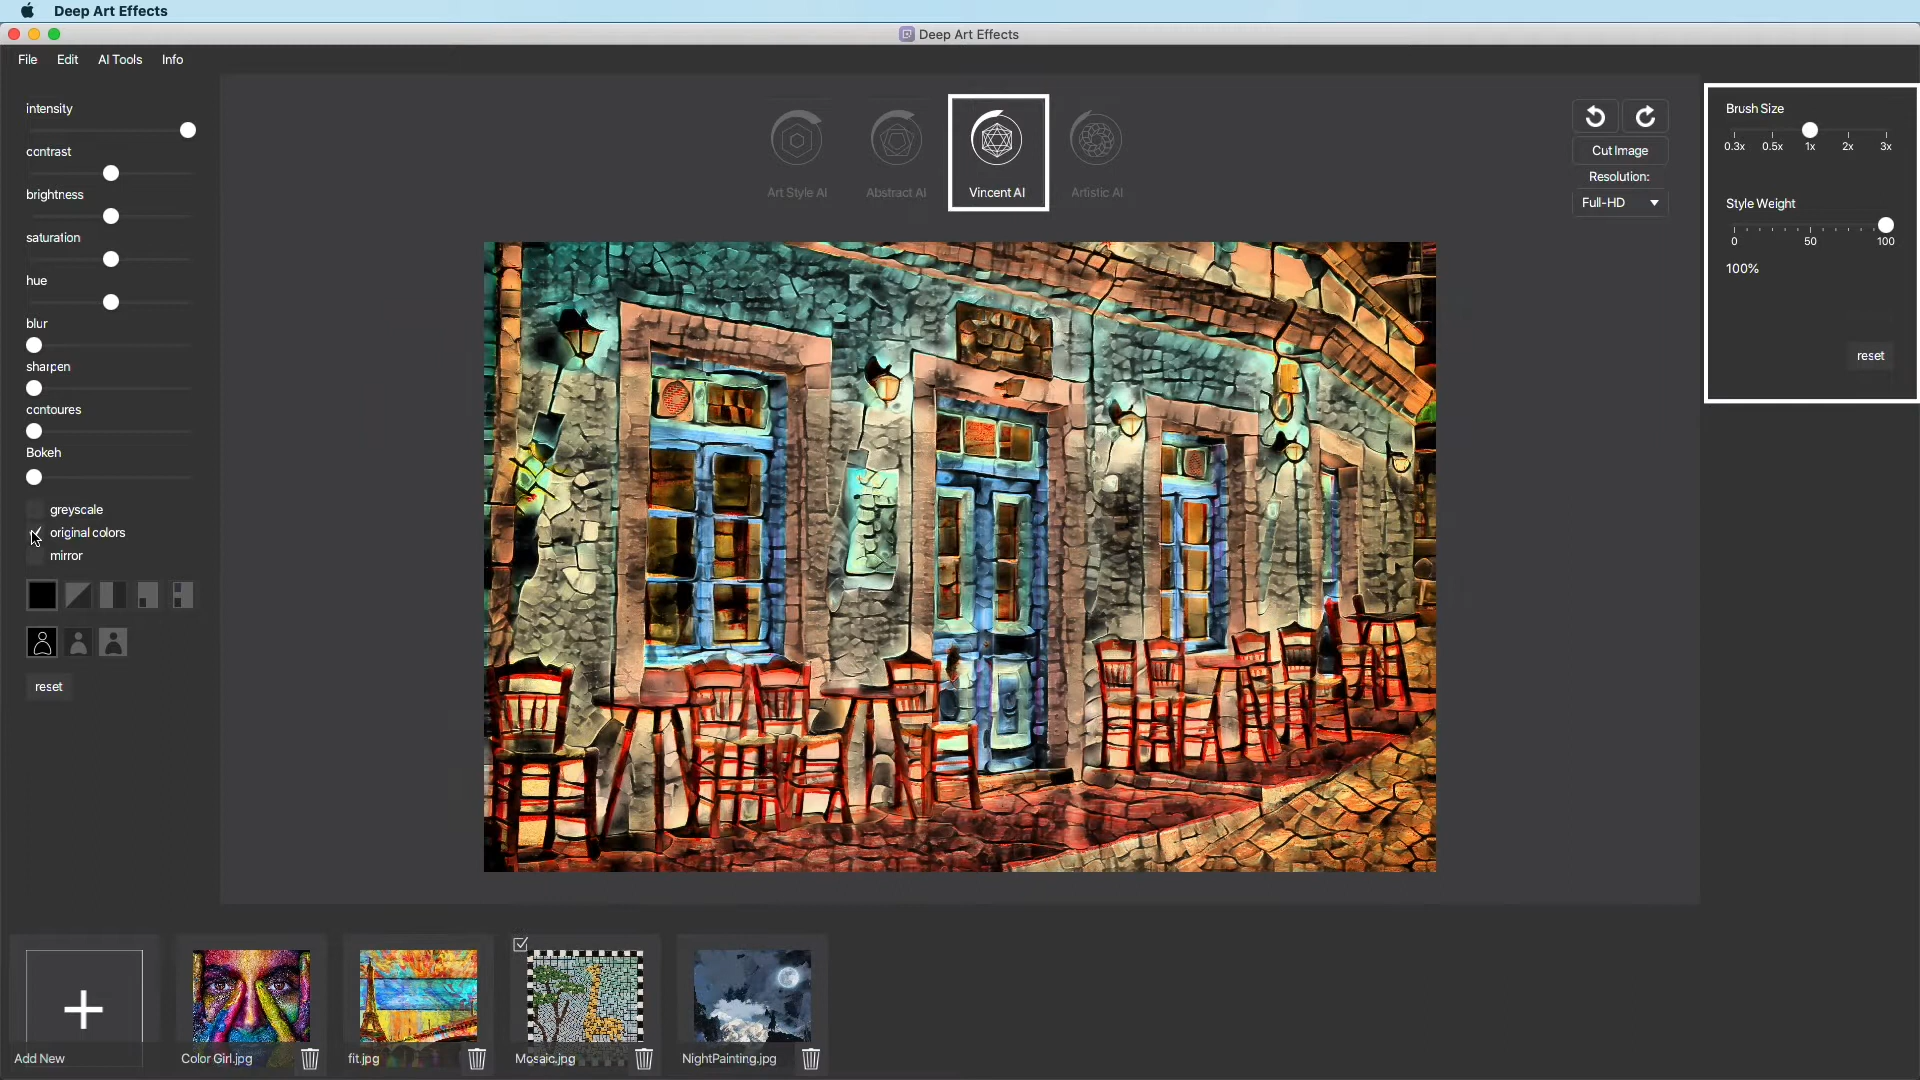 Deep Art Effects
Deep Art Effects
File Edit AI Tools Info
intensity
contrast
brightness
saturation
hue
blur
sharpen
contoures
Bokeh
greyscale
original colors
mirror
reset
Art Style AI
Abstract AI
Vincent AI
Artistic AI
Cut Image
Resolution:
Full-HD
Brush Size
0.3x 0.5x 1x 2x 3x
Style Weight
0 50 100
100%
reset
Add New
Color Girl.jpg
fit.jpg
Mosaic.jpg
NightPainting.jpg